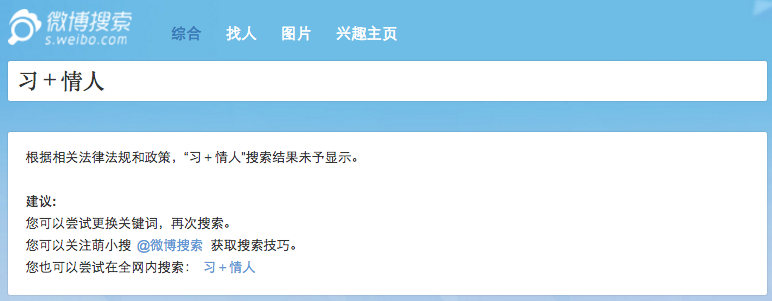 微博搜索
s.weibo.com
综合 找人 图片 兴趣主页
习＋情人
根据相关法律法规和政策，“习＋情人”搜索结果未予显示。
建议:
您可以尝试更换关键词，再次搜索。
您可以关注萌小搜 @微博搜索 获取搜索技巧。
您也可以尝试在全网内搜索： 习＋情人